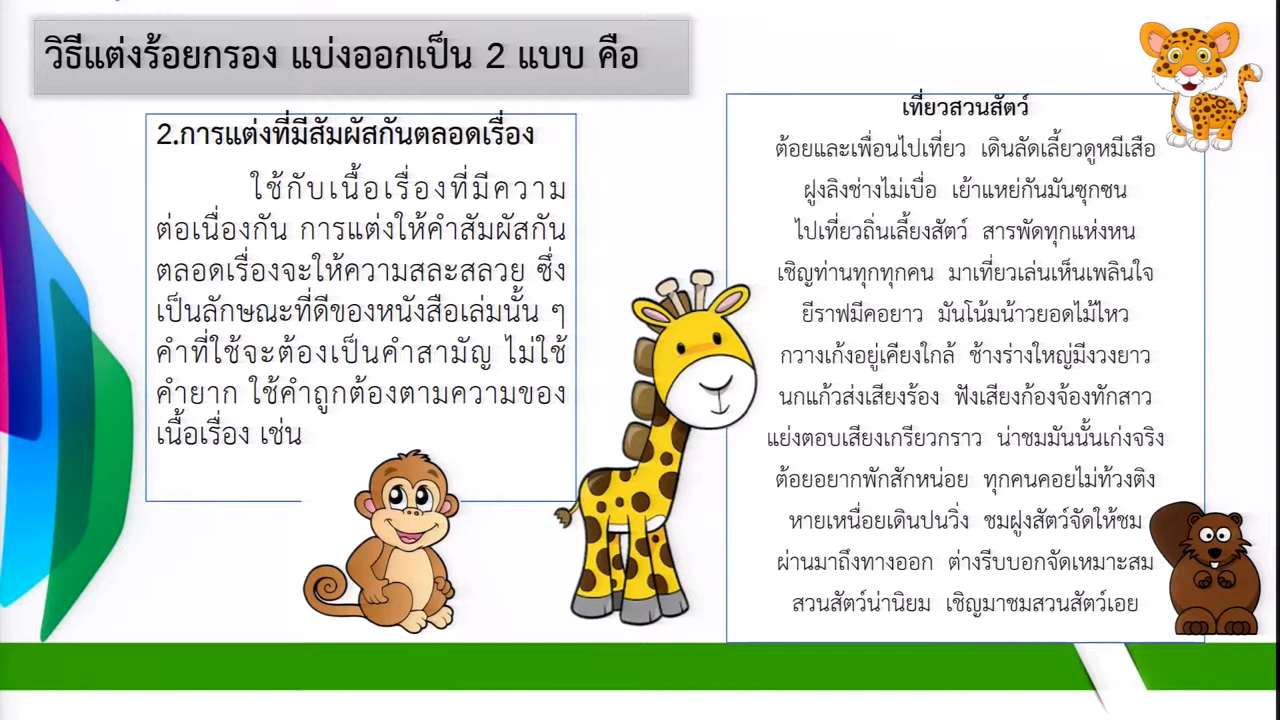 วิธีแต่งร้อยกรอง แบ่งออกเป็น 2 แบบ คือ
2.การแต่งที่มีสัมผัสกันตลอดเรื่อง
ใช้กับเนื้อเรื่องที่มีความ
ต่อเนื่องกัน การแต่งให้คำสัมผัสกัน
ตลอดเรื่องจะให้ความสละสลวย ซึ่ง
เป็นลักษณะที่ดีของหนังสือเล่มนั้น ๆ
คำที่ใช้จะต้องเป็นคำสามัญ ไม่ใช้
คำยาก ใช้คำถูกต้องตามความของ
เนื้อเรื่อง เช่น
เที่ยวสวนสัตว์
ต้อยและเพื่อนไปเที่ยว เดินลัดเลี้ยวดูหมีเสือ
ฝูงลิงช่างไม่เบื่อ เย้าแหย่กันมันซุกซน
ไปเที่ยวถิ่นเลี้ยงสัตว์ สารพัดทุกแห่งหน
เชิญท่านทุกทุกคน มาเที่ยวเล่นเห็นเพลินใจ
ยีราฟมีคอยาว มันโน้มน้าวยอดไม้ไหว
กวางเก้งอยู่เคียงใกล้ ช้างร่างใหญ่มีงวงยาว
นกแก้วส่งเสียงร้อง ฟังเสียงก้องจ้องทักสาว
แย่งตอบเสียงเกรียวกราว น่าชมมันนั้นเก่งจริง
ต้อยอยากพักสักหน่อย ทุกคนคอยไม่ท้วงติง
หายเหนื่อยเดินปนวิ่ง ชมฝูงสัตว์จัดให้ชม
ผ่านมาถึงทางออก ต่างรีบบอกจัดเหมาะสม
สวนสัตว์น่านิยม เชิญมาชมสวนสัตว์เอย